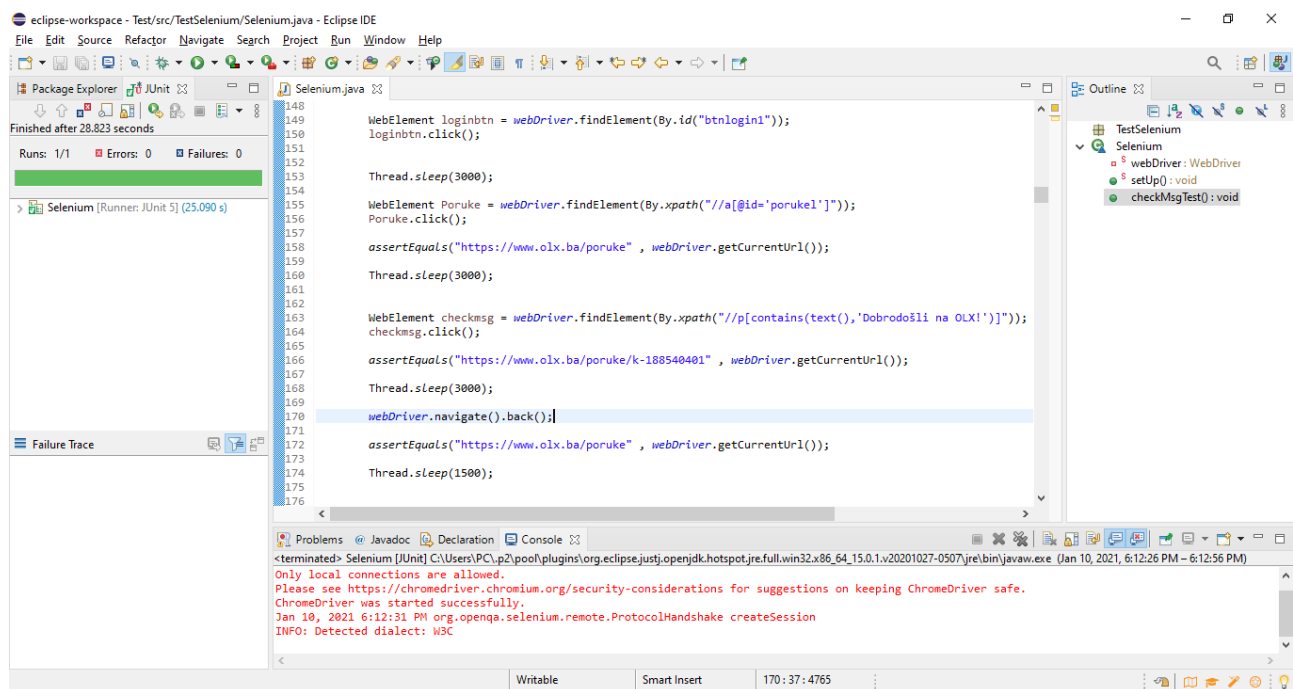 eclipse-workspace - Test/src/TestSelenium/Selenium.java - Eclipse IDE
File Edit Source Refactor Navigate Search Project Run Window Help
Package Explorer JUnit
Finished after 28.823 seconds
Runs: 1/1 Errors: 0 Failures: 0
Selenium [Runner: JUnit 5] (25.090 s)
Failure Trace
Selenium.java
148
149 WebElement loginbtn = webDriver.findElement(By.id("btnlogin1"));
150 loginbtn.click();
151
152
153 Thread.sleep(3000);
154
155 WebElement Poruke = webDriver.findElement(By.xpath("//a[@id='porukel']"));
156 Poruke.click();
157
158 assertEquals("https://www.olx.ba/poruke" , webDriver.getCurrentUrl());
159
160 Thread.sleep(3000);
161
162
163 WebElement checkmsg = webDriver.findElement(By.xpath("//p[contains(text(),'Dobrodošli na OLX!')]"));
164 checkmsg.click();
165
166 assertEquals("https://www.olx.ba/poruke/k-188540401" , webDriver.getCurrentUrl());
167
168 Thread.sleep(3000);
169
170 webDriver.navigate().back();
171
172 assertEquals("https://www.olx.ba/poruke" , webDriver.getCurrentUrl());
173
174 Thread.sleep(1500);
175
176
Outline
TestSelenium
Selenium
webDriver : WebDriver
setUp() : void
checkMsgTest() : void
Problems Javadoc Declaration Console
<terminated> Selenium [JUnit] C:\Users\PC\.p2\pool\plugins\org.eclipse.justj.openjdk.hotspot.jre.full.win32.x86_64_15.0.1.v20201027-0507\jre\bin\javaw.exe (Jan 10, 2021, 6:12:26 PM – 6:12:56 PM)
Only local connections are allowed.
Please see https://chromedriver.chromium.org/security-considerations for suggestions on keeping ChromeDriver safe.
ChromeDriver was started successfully.
Jan 10, 2021 6:12:31 PM org.openqa.selenium.remote.ProtocolHandshake createSession
INFO: Detected dialect: W3C
Writable Smart Insert 170 : 37 : 4765